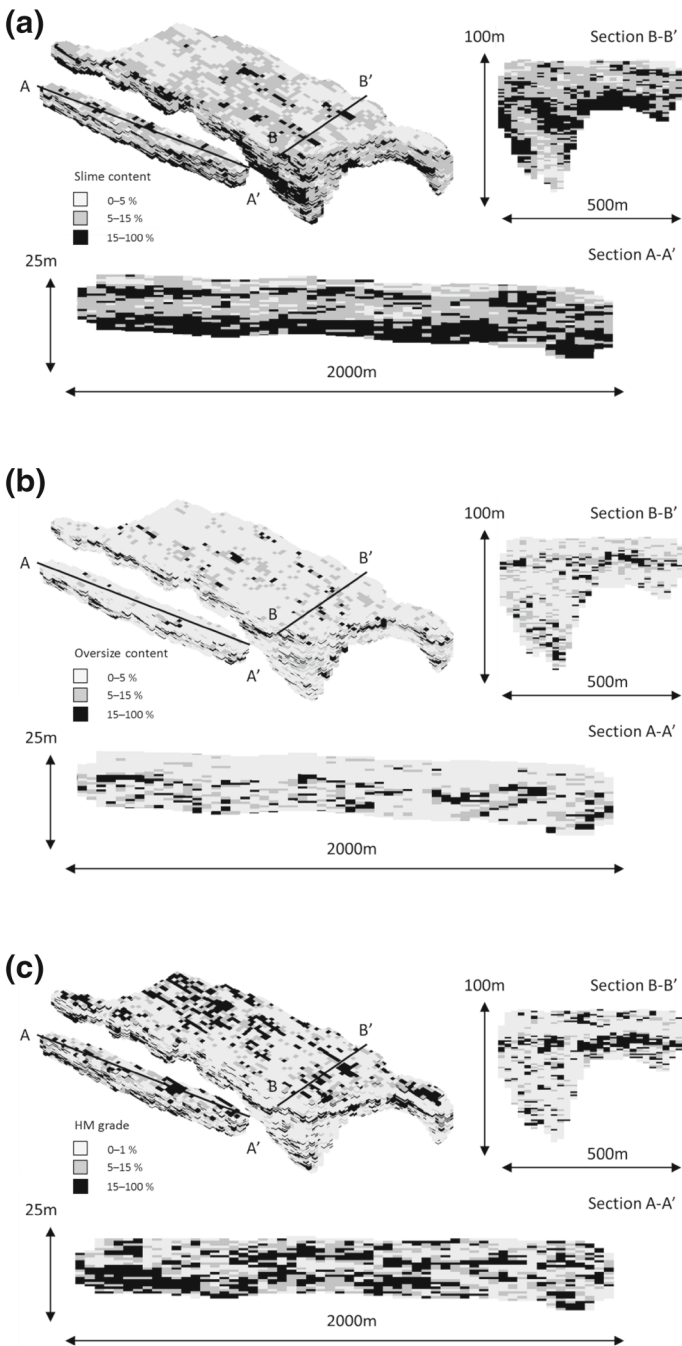 (a)
100m
Section B-B’
A
B’
B
A’
Slime content
0–5 %
5–15 %
15–100 %
500m
25m
Section A-A’
2000m
(b)
100m
Section B-B’
A
B’
B
A’
Oversize content
0–5 %
5–15 %
15–100 %
500m
25m
Section A-A’
2000m
(c)
100m
Section B-B’
A
B’
B
A’
HM grade
0–1 %
5–15 %
15–100 %
500m
25m
Section A-A’
2000m